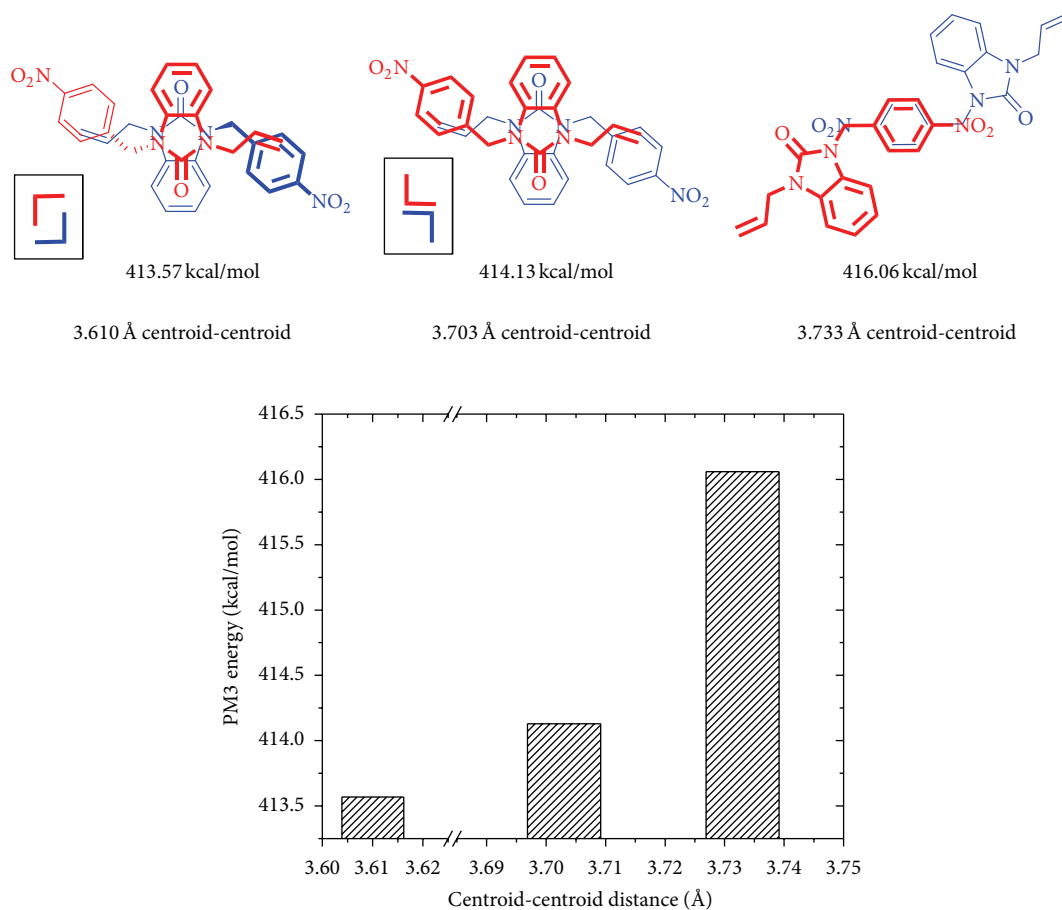 O₂N
O
N
N
O
NO₂
O₂N
O
N
N
O
NO₂
N
N
O
O
NO₂
N
N
NO₂
N
413.57 kcal/mol
414.13 kcal/mol
416.06 kcal/mol
3.610 Å centroid-centroid
3.703 Å centroid-centroid
3.733 Å centroid-centroid
416.5
416.0
415.5
415.0
414.5
414.0
413.5
PM3 energy (kcal/mol)
3.60 3.61 3.62 3.69 3.70 3.71 3.72 3.73 3.74 3.75
Centroid-centroid distance (Å)